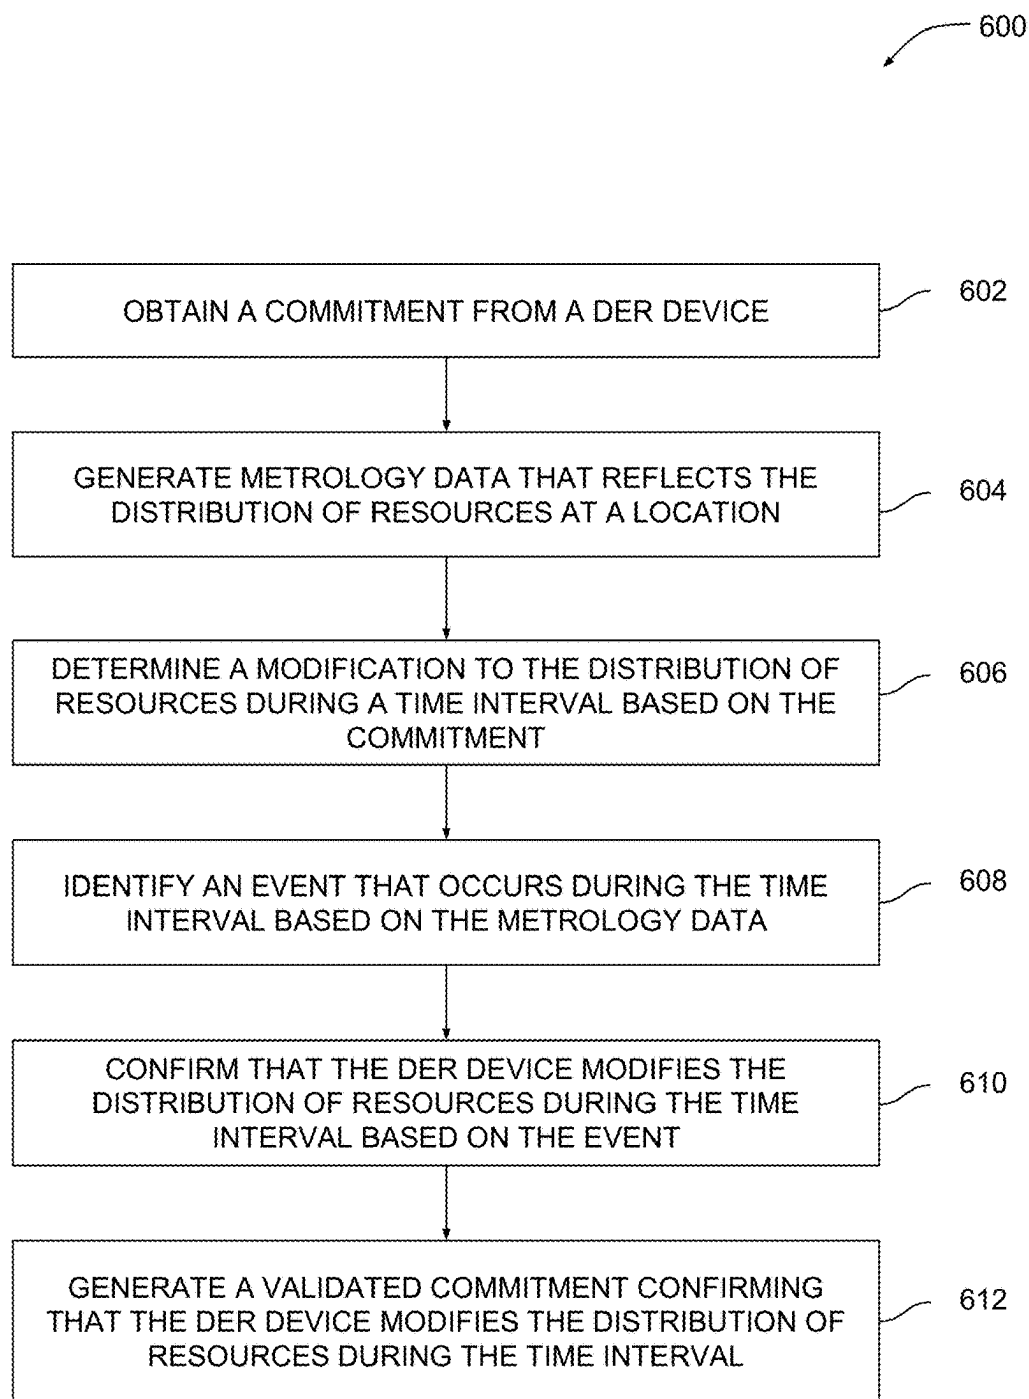 600
OBTAIN A COMMITMENT FROM A DER DEVICE
602
GENERATE METROLOGY DATA THAT REFLECTS THE
DISTRIBUTION OF RESOURCES AT A LOCATION
604
DETERMINE A MODIFICATION TO THE DISTRIBUTION OF
RESOURCES DURING A TIME INTERVAL BASED ON THE
COMMITMENT
606
IDENTIFY AN EVENT THAT OCCURS DURING THE TIME
INTERVAL BASED ON THE METROLOGY DATA
608
CONFIRM THAT THE DER DEVICE MODIFIES THE
DISTRIBUTION OF RESOURCES DURING THE TIME
INTERVAL BASED ON THE EVENT
610
GENERATE A VALIDATED COMMITMENT CONFIRMING
THAT THE DER DEVICE MODIFIES THE DISTRIBUTION OF
RESOURCES DURING THE TIME INTERVAL
612